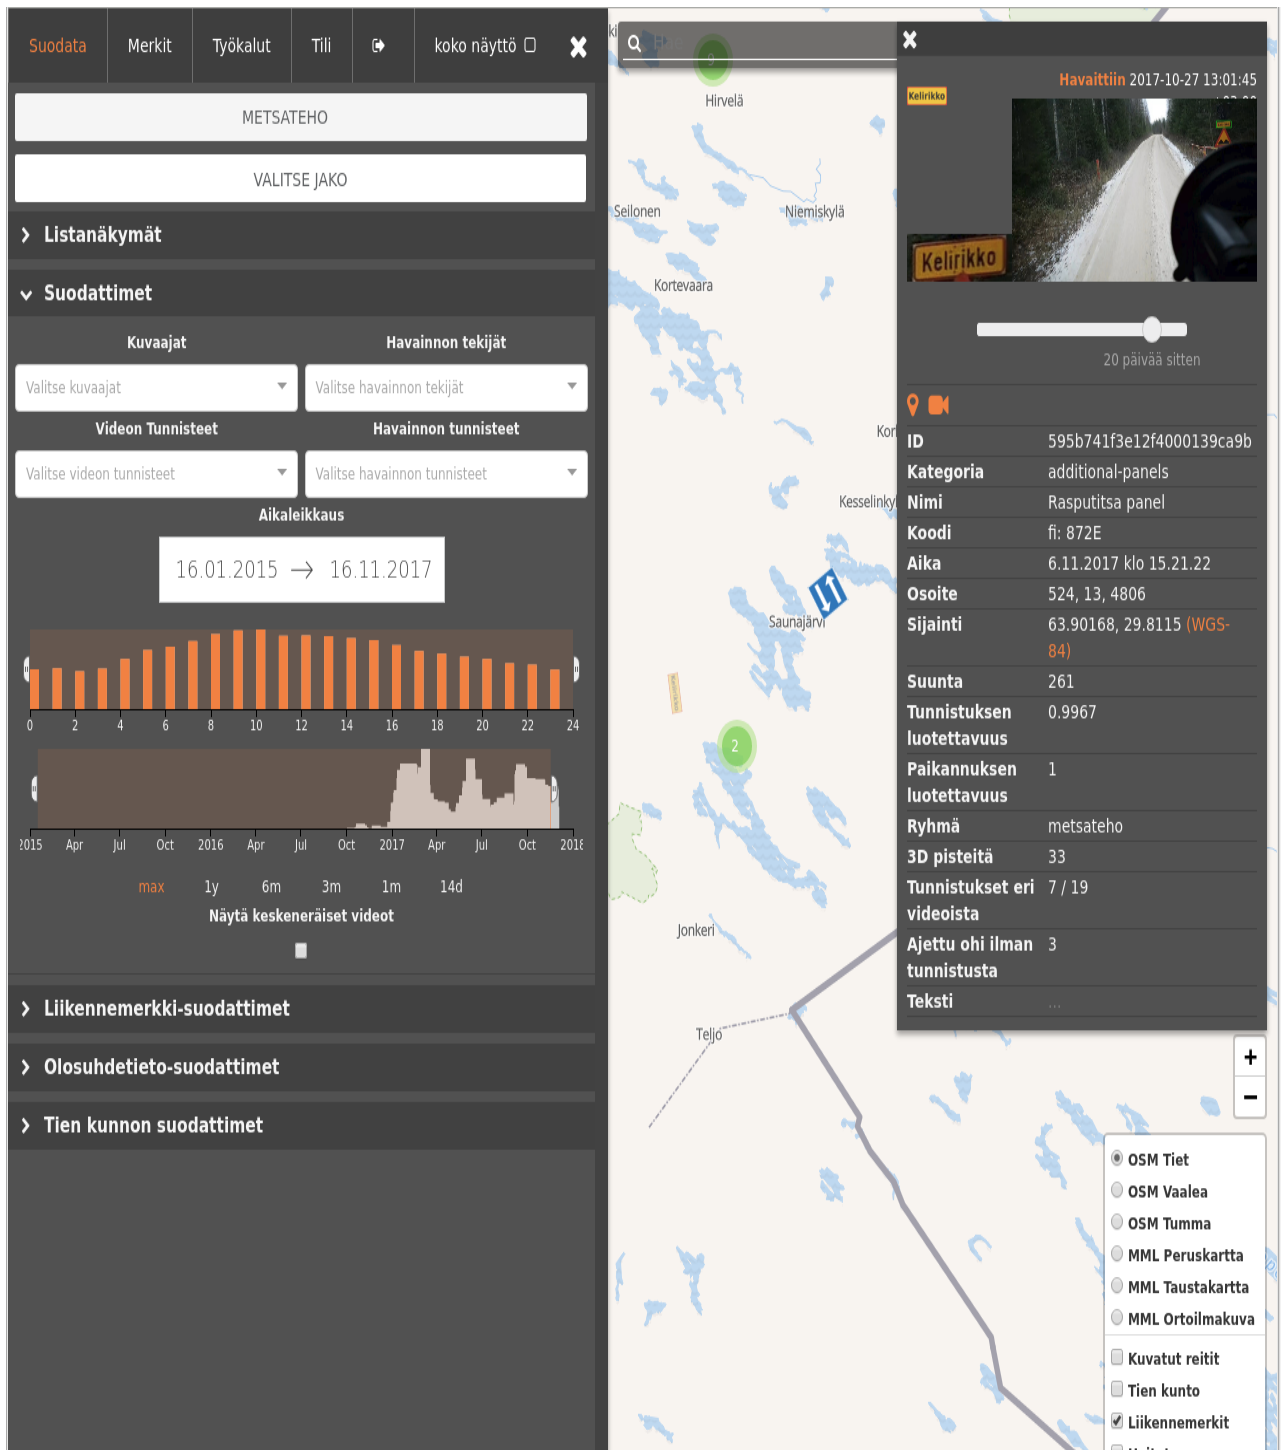 Suodata
Merkit
Työkalut
Tili
koko näyttö
METSATEHO
VALITSE JAKO
Listanäkymät
Suodattimet
Kuvaajat
Havainnon tekijät
Valitse kuvaajat
Valitse havainnon tekijät
Videon Tunnisteet
Havainnon tunnisteet
Valitse videon tunnisteet
Valitse havainnon tunnisteet
Aikaleikkaus
16.01.2015 → 16.11.2017
0 2 4 6 8 10 12 14 16 18 20 22 24
2015 Apr Jul Oct 2016 Apr Jul Oct 2017 Apr Jul Oct 2018
max 1y 6m 3m 1m 14d
Näytä keskeneräiset videot
Liikennemerkki-suodattimet
Olosuhdetieto-suodattimet
Tien kunnon suodattimet
9
Hirvelä
Seilonen
Niemiskylä
Kortevaara
Kesselinkyl
Saunajärvi
Kelirikko
2
Jonkeri
Teljo
Havaittiin 2017-10-27 13:01:45
Kelirikko
Kelirikko
20 päivää sitten
ID 595b741f3e12f4000139ca9b
Kategoria additional-panels
Nimi Rasputitsa panel
Koodi fi: 872E
Aika 6.11.2017 klo 15.21.22
Osoite 524, 13, 4806
Sijainti 63.90168, 29.8115 (WGS-
84)
Suunta 261
Tunnistuksen 0.9967
luotettavuus
Paikannuksen 1
luotettavuus
Ryhmä metsateho
3D pisteitä 33
Tunnistukset eri 7 / 19
videoista
Ajettu ohi ilman 3
tunnistusta
Teksti ...
+
−
OSM Tiet
OSM Vaalea
OSM Tumma
MML Peruskartta
MML Taustakartta
MML Ortoilmakuva
Kuvatut reitit
Tien kunto
Liikennemerkit